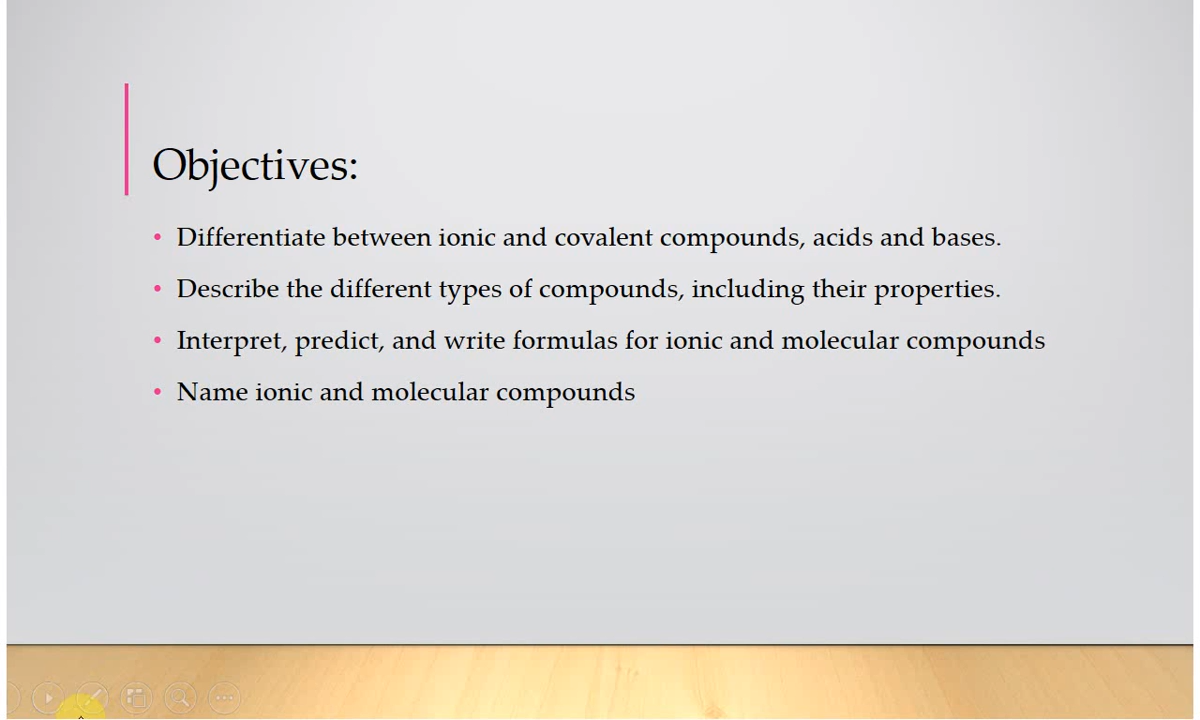 Objectives:
• Differentiate between ionic and covalent compounds, acids and bases.
• Describe the different types of compounds, including their properties.
• Interpret, predict, and write formulas for ionic and molecular compounds
• Name ionic and molecular compounds